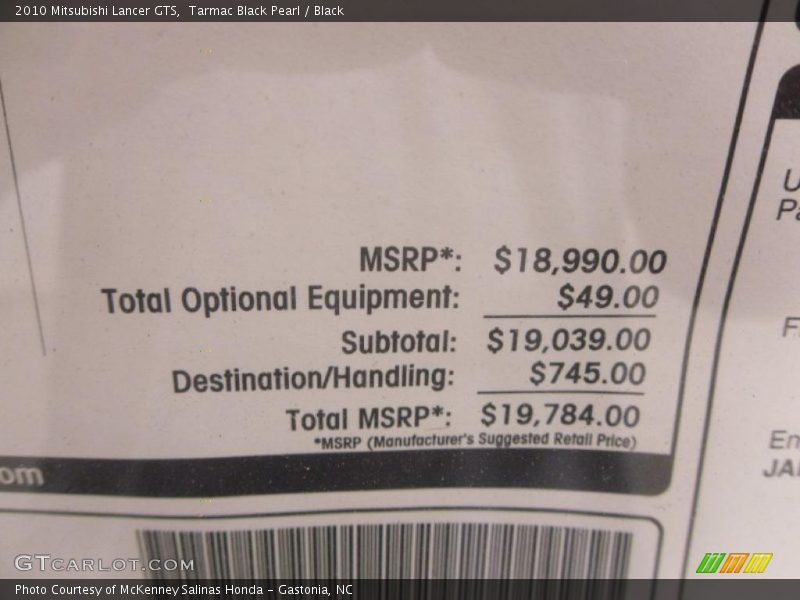 2010 Mitsubishi Lancer GTS, Tarmac Black Pearl / Black
MSRP*: $18,990.00
Total Optional Equipment: $49.00
Subtotal: $19,039.00
Destination/Handling: $745.00
Total MSRP*: $19,784.00
*MSRP (Manufacturer's Suggested Retail Price)
om
GTCARLOT.COM
Photo Courtesy of McKenney Salinas Honda - Gastonia, NC